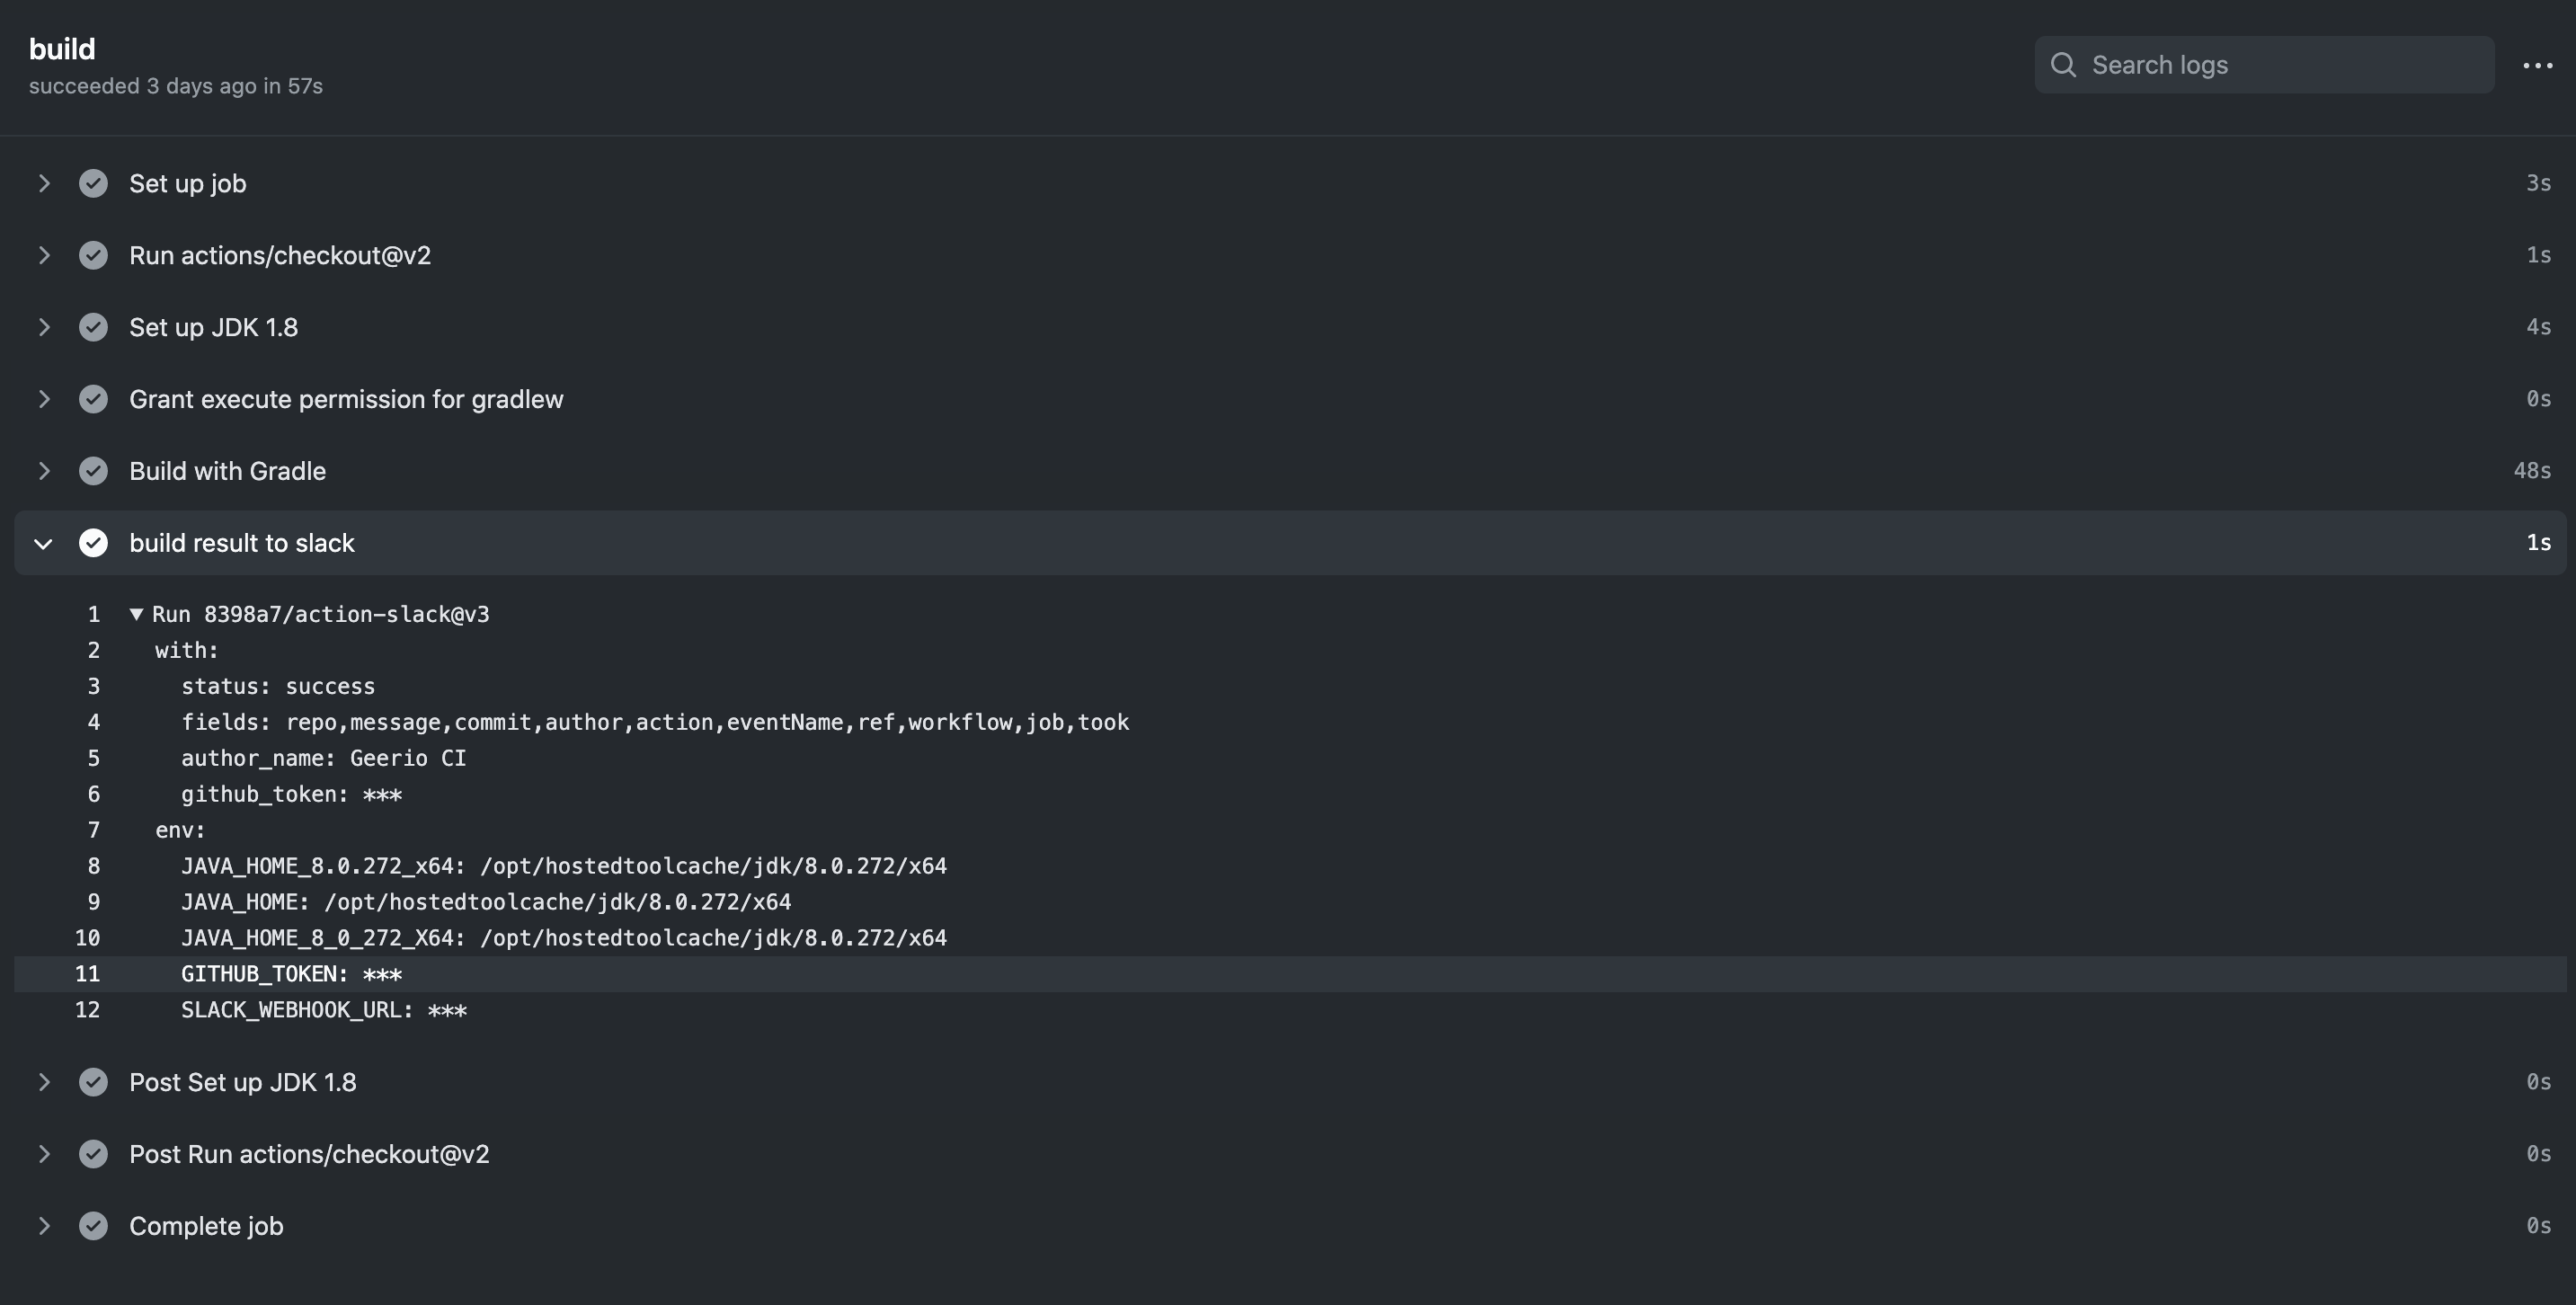 build
succeeded 3 days ago in 57s
Search logs
Set up job 3s
Run actions/checkout@v2 1s
Set up JDK 1.8 4s
Grant execute permission for gradlew 0s
Build with Gradle 48s
build result to slack 1s
1 ▼ Run 8398a7/action-slack@v3
2 with:
3 status: success
4 fields: repo,message,commit,author,action,eventName,ref,workflow,job,took
5 author_name: Geerio CI
6 github_token: ***
7 env:
8 JAVA_HOME_8.0.272_x64: /opt/hostedtoolcache/jdk/8.0.272/x64
9 JAVA_HOME: /opt/hostedtoolcache/jdk/8.0.272/x64
10 JAVA_HOME_8_0_272_X64: /opt/hostedtoolcache/jdk/8.0.272/x64
11 GITHUB_TOKEN: ***
12 SLACK_WEBHOOK_URL: ***
Post Set up JDK 1.8 0s
Post Run actions/checkout@v2 0s
Complete job 0s